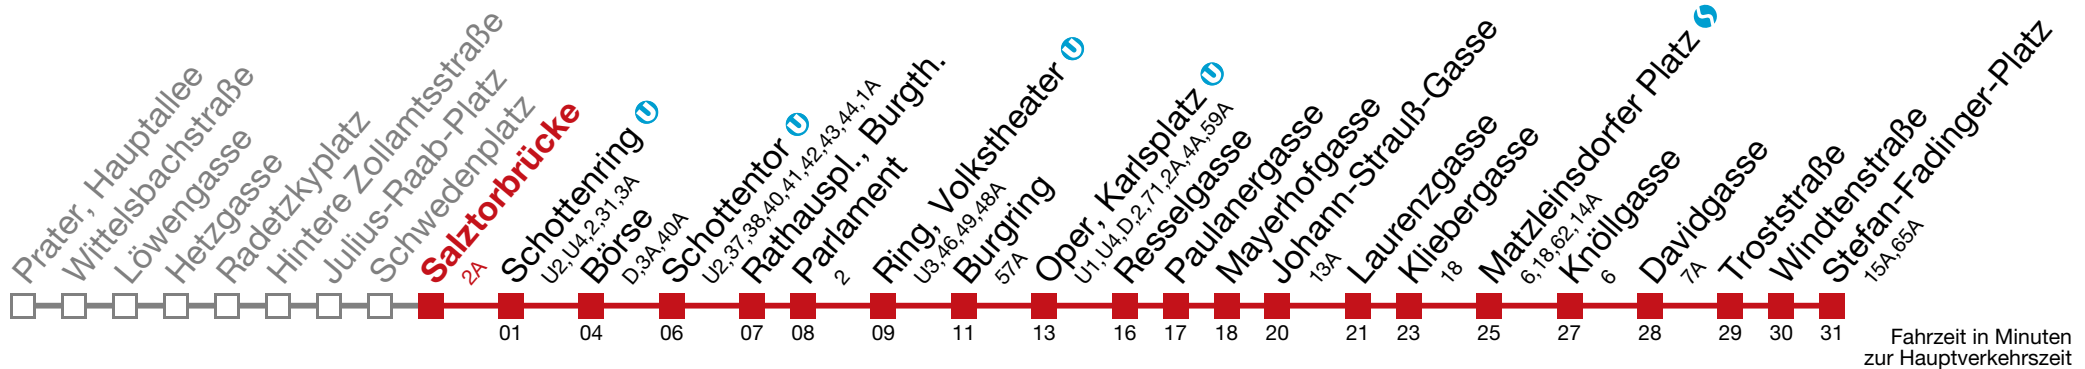 Prater, Hauptallee
Wittelsbachstraße
Löwengasse
Hetzgasse
Radetzkyplatz
Hintere Zollamtsstraße
Julius-Raab-Platz
Schwedenplatz
Salztorbrücke
2A
Schottenring U
U2,U4,2,31,3A
Börse
D,3A,40A
Schottentor U
U2,37,38,40,41,42,43,44,1A
Rathauspl., Burgth.
Parlament
2
Ring, Volkstheater U
U3,46,49,48A
Burgring
57A
Oper, Karlsplatz U
U1,U4,D,2,71,2A,4A,59A
Resselgasse
Paulanergasse
Mayerhofgasse
Johann-Strauß-Gasse
13A
Laurenzgasse
Kliebergasse
18
Matzleinsdorfer Platz S
6,18,62,14A
Knöllgasse
6
Davidgasse
7A
Troststraße
Windtenstraße
Stefan-Fadinger-Platz
15A,65A
01 04 06 07 08 09 11 13 16 17 18 20 21 23 25 27 28 29 30 31
Fahrzeit in Minuten
zur Hauptverkehrszeit